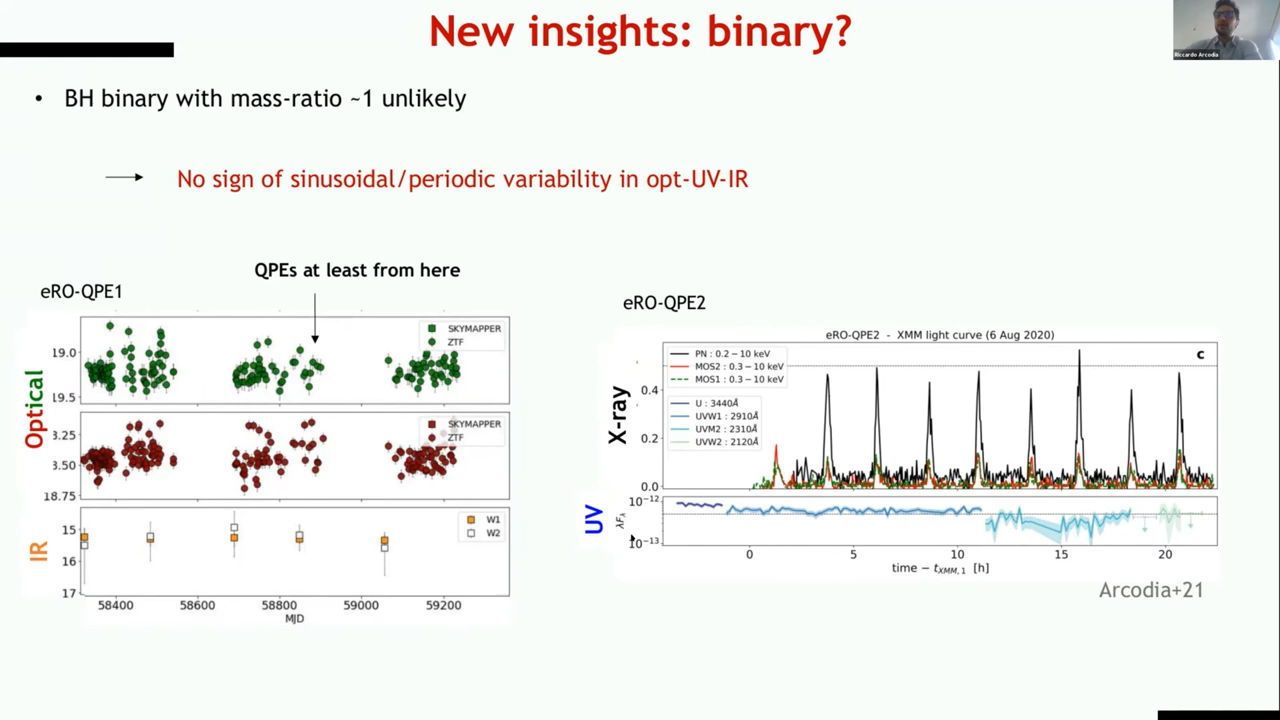 New insights: binary?
Riccardo Arcodia
• BH binary with mass-ratio ~1 unlikely
No sign of sinusoidal/periodic variability in opt-UV-IR
QPEs at least from here
eRO-QPE1
SKYMAPPER
ZTF
19.0
19.5
Optical
SKYMAPPER
ZTF
3.25
3.50
18.75
W1
W2
IR
15
16
17
58400 58600 58800 59000 59200
MJD
eRO-QPE2
eRO-QPE2 - XMM light curve (6 Aug 2020)
c
PN : 0.2 − 10 keV
MOS2 : 0.3 − 10 keV
MOS1 : 0.3 − 10 keV
U : 3440Å
UVW1 : 2910Å
UVM2 : 2310Å
UVW2 : 2120Å
X-ray
0.4
0.2
0.0
UV
λFλ
10⁻¹²
10⁻¹³
0 5 10 15 20
time − tXMM,1 [h]
Arcodia+21